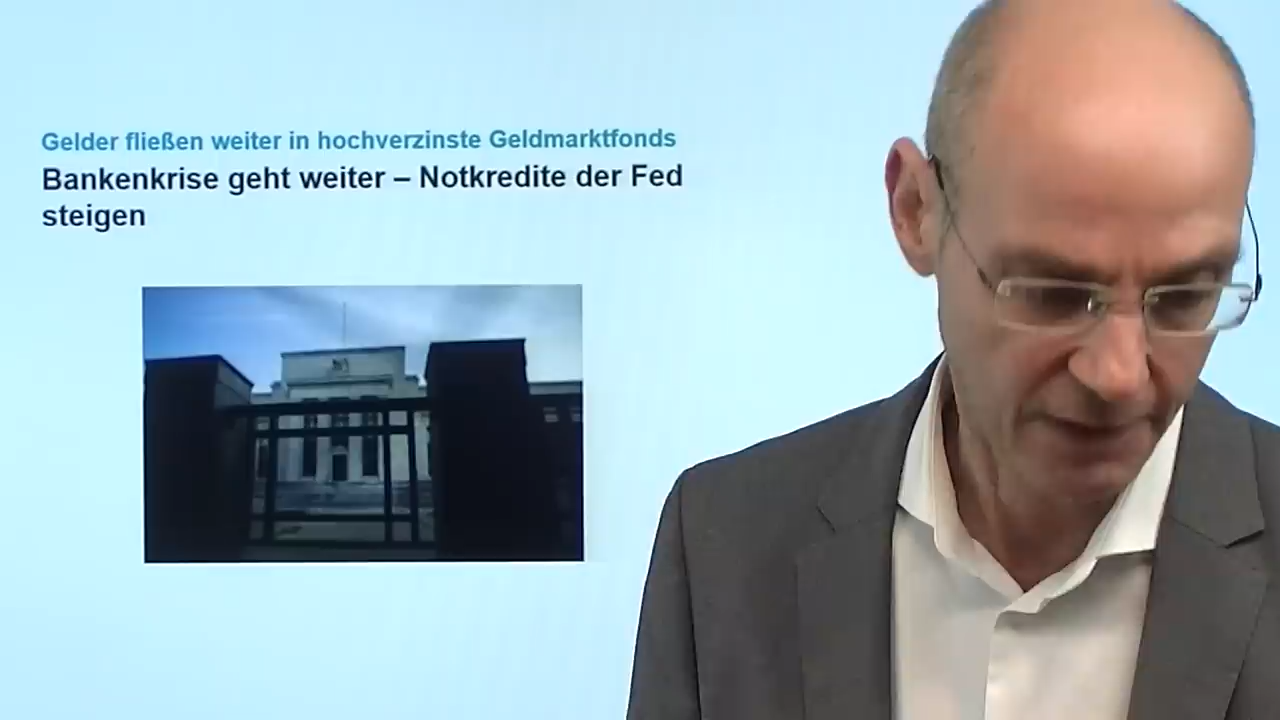 Gelder fließen weiter in hochverzinste Geldmarktfonds
Bankenkrise geht weiter – Notkredite der Fed
steigen